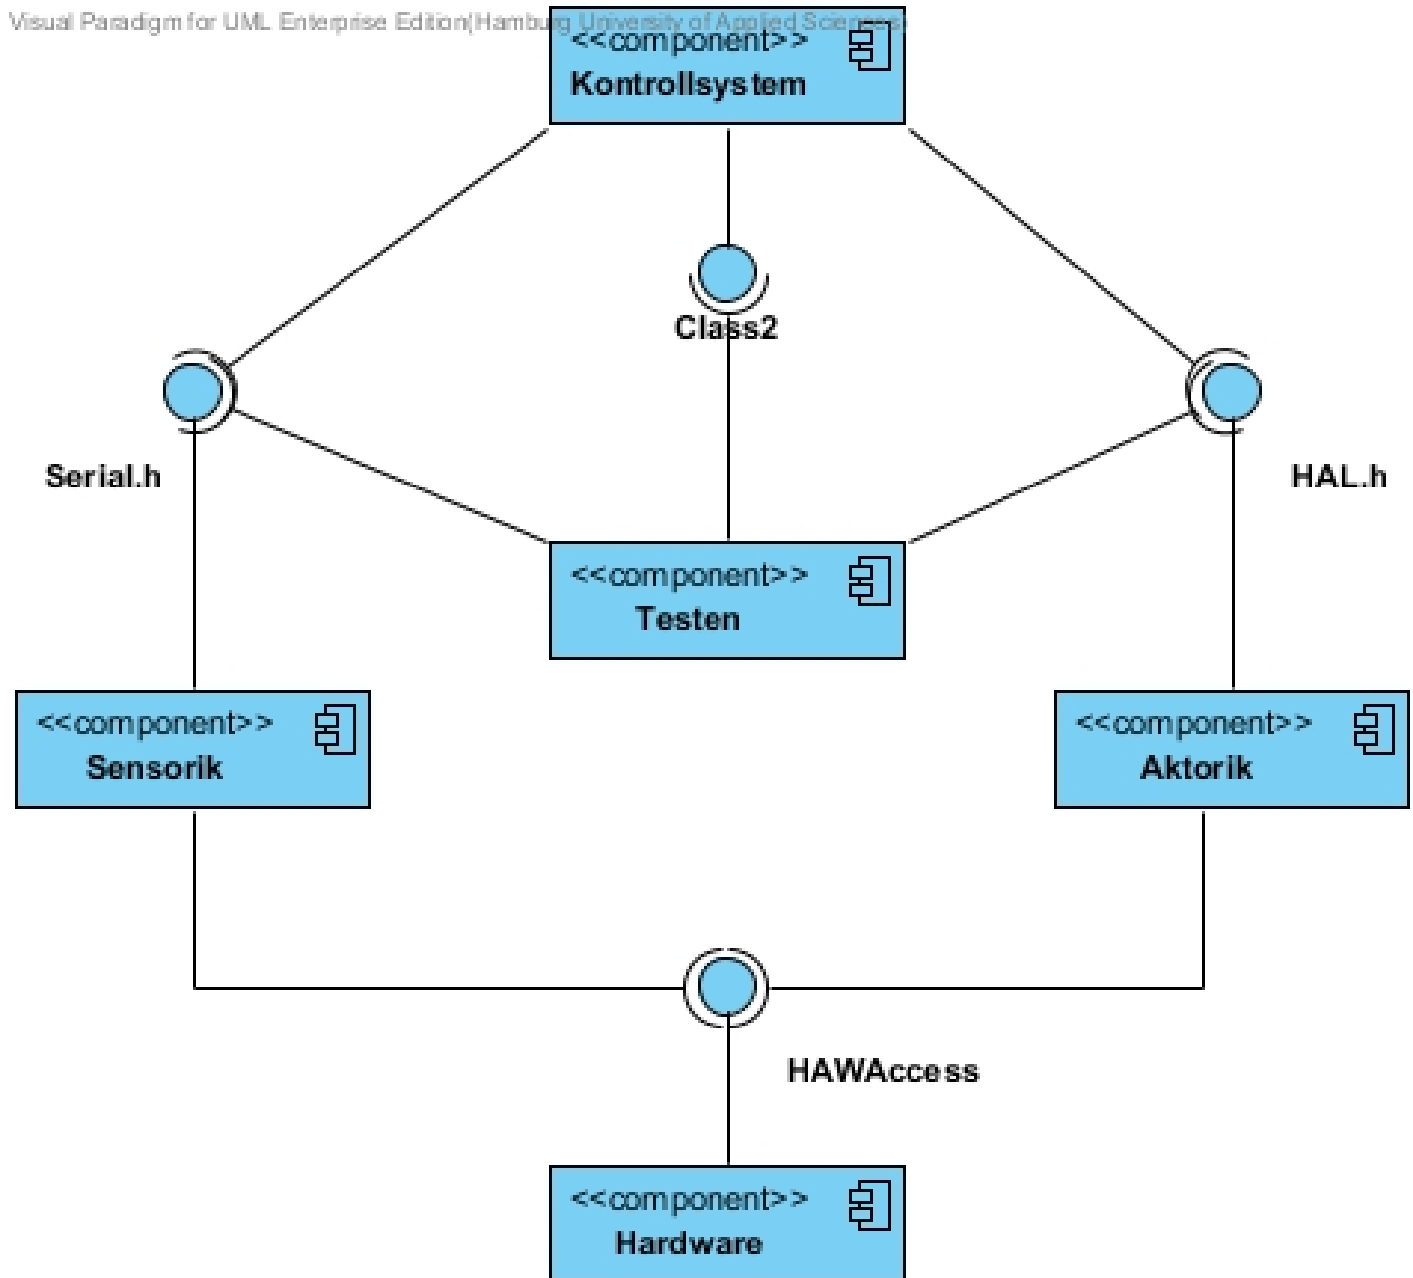 Visual Paradigm for UML Enterprise Edition(Hamburg University of Applied Sciences)
<<component>>
Kontrollsystem
Class2
Serial.h
HAL.h
<<component>>
Testen
<<component>>
Sensorik
<<component>>
Aktorik
HAWAccess
<<component>>
Hardware